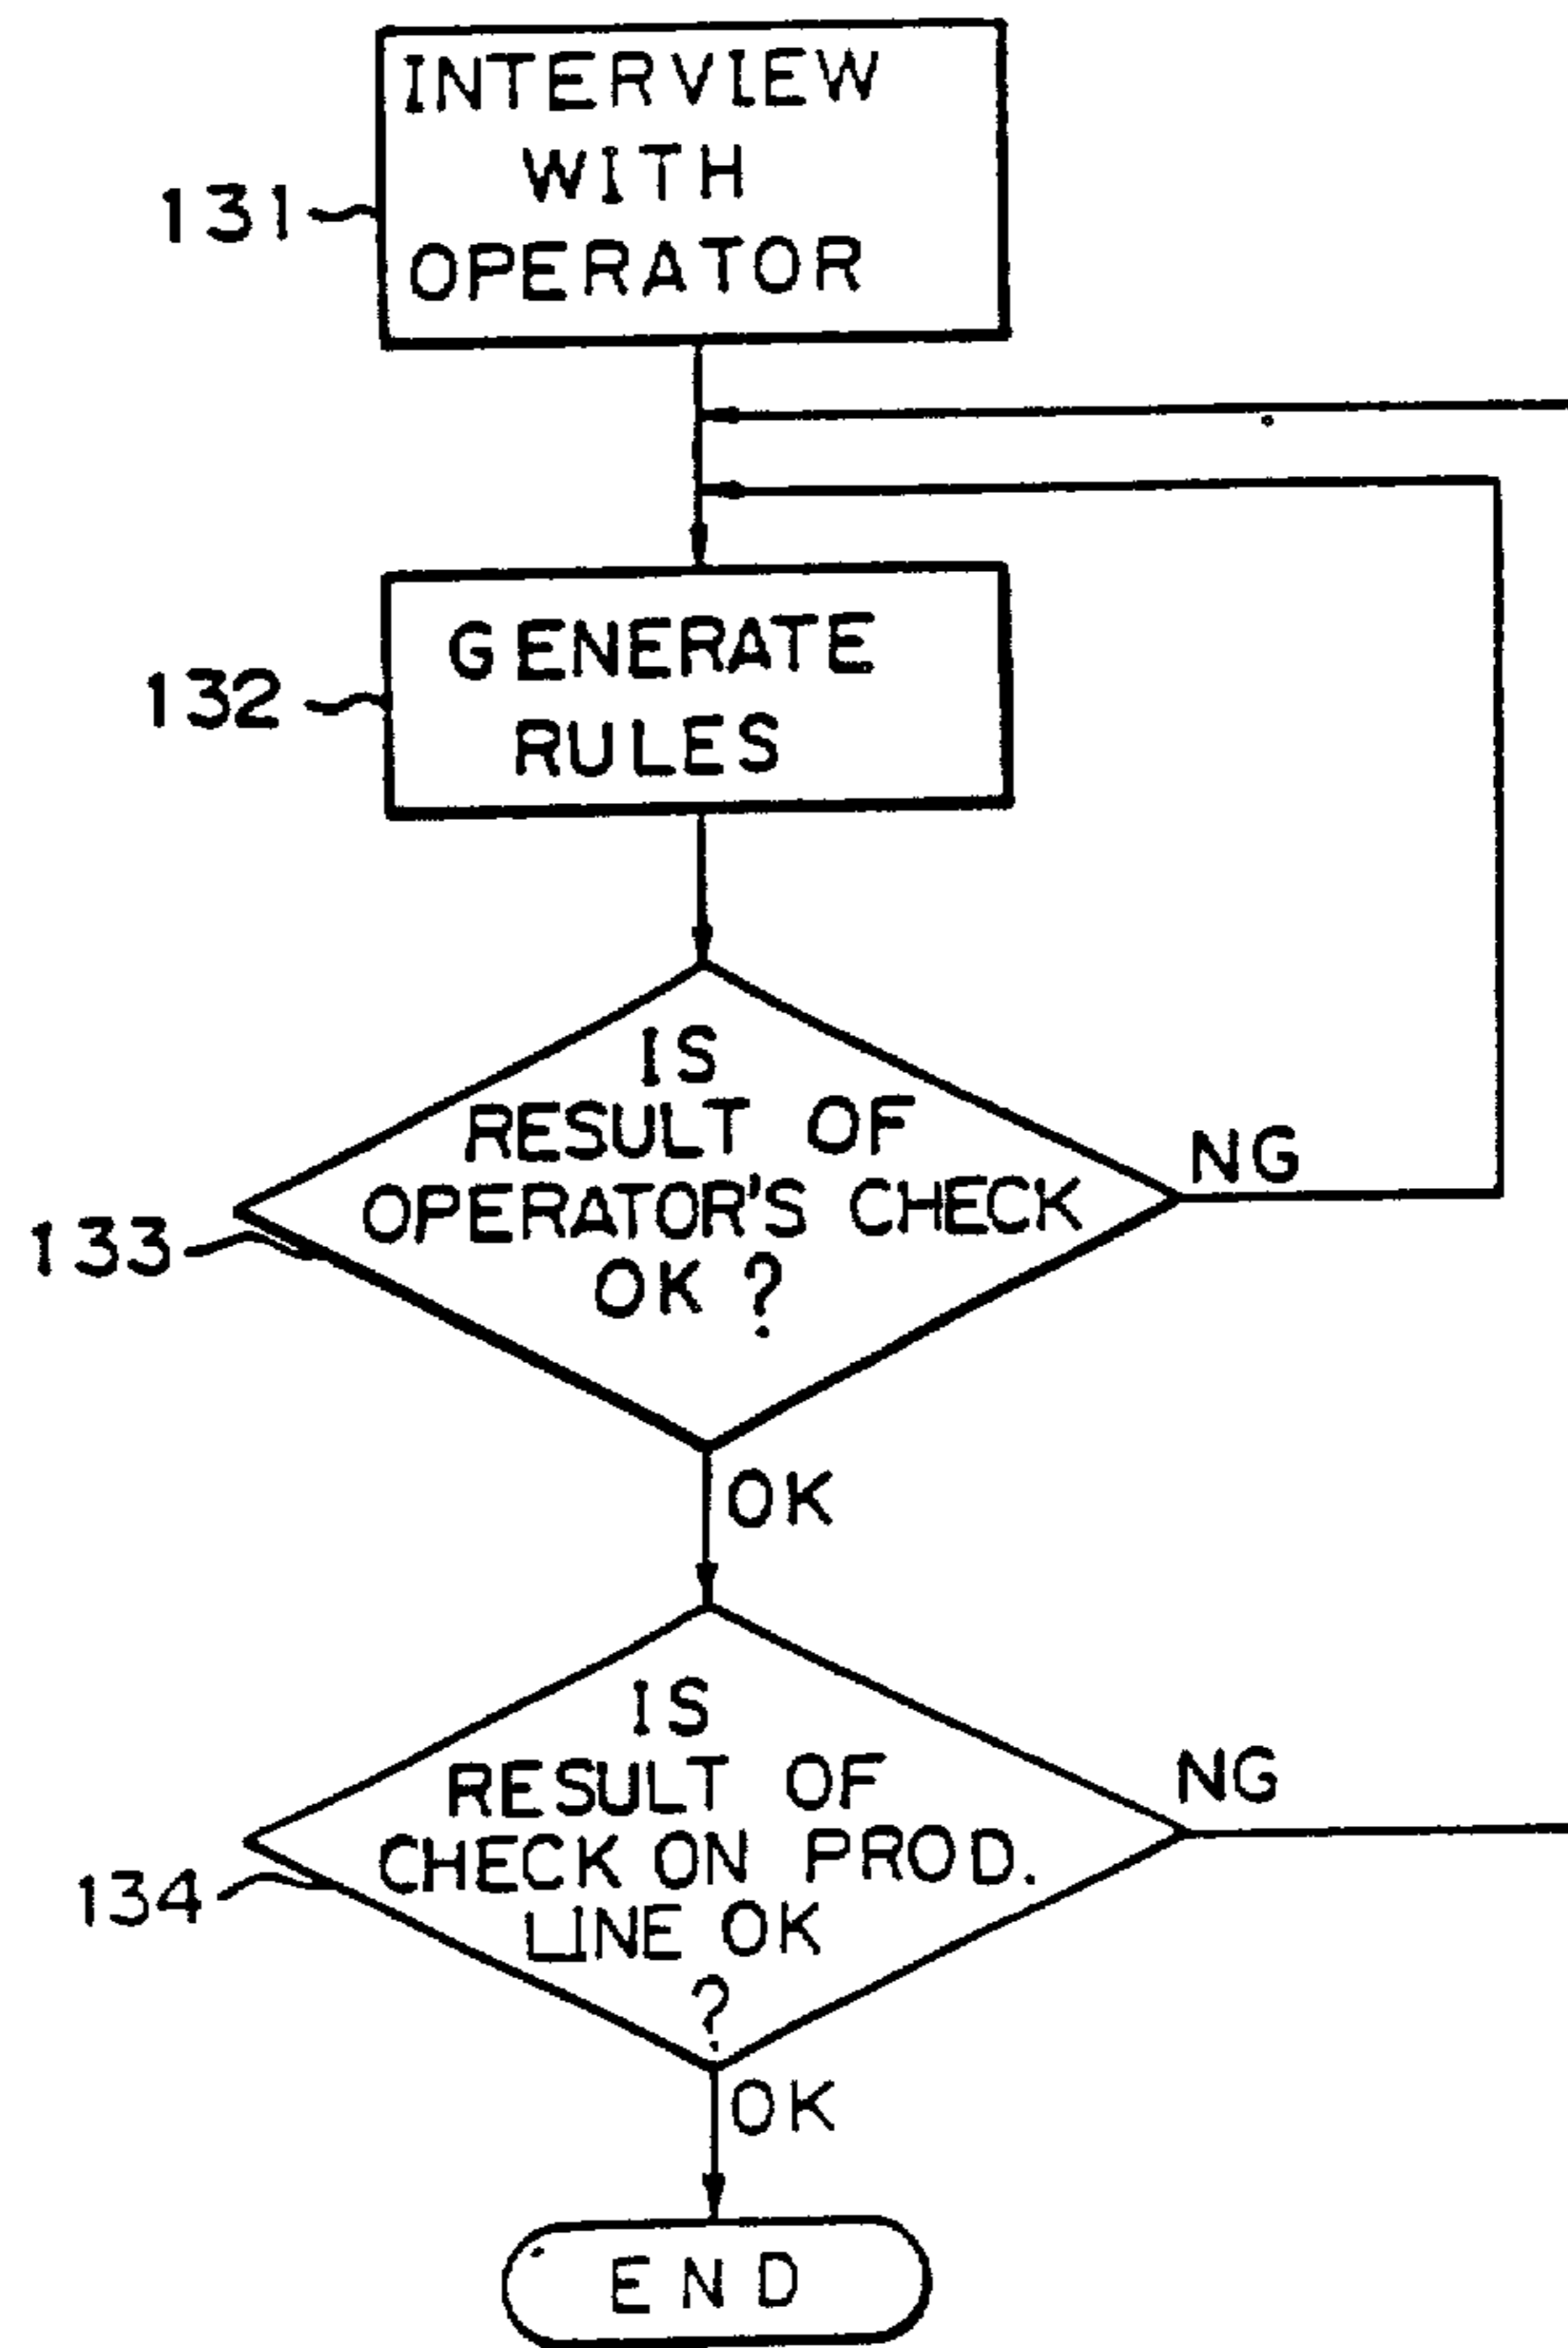 INTERVIEW
WITH
131
OPERATOR
GENERATE
132
RULES
IS
RESULT OF
NG
OPERATOR'S CHECK
133
OK ?
OK
IS
RESULT OF
NG
CHECK ON PROD.
134
LINE OK
?
OK
END